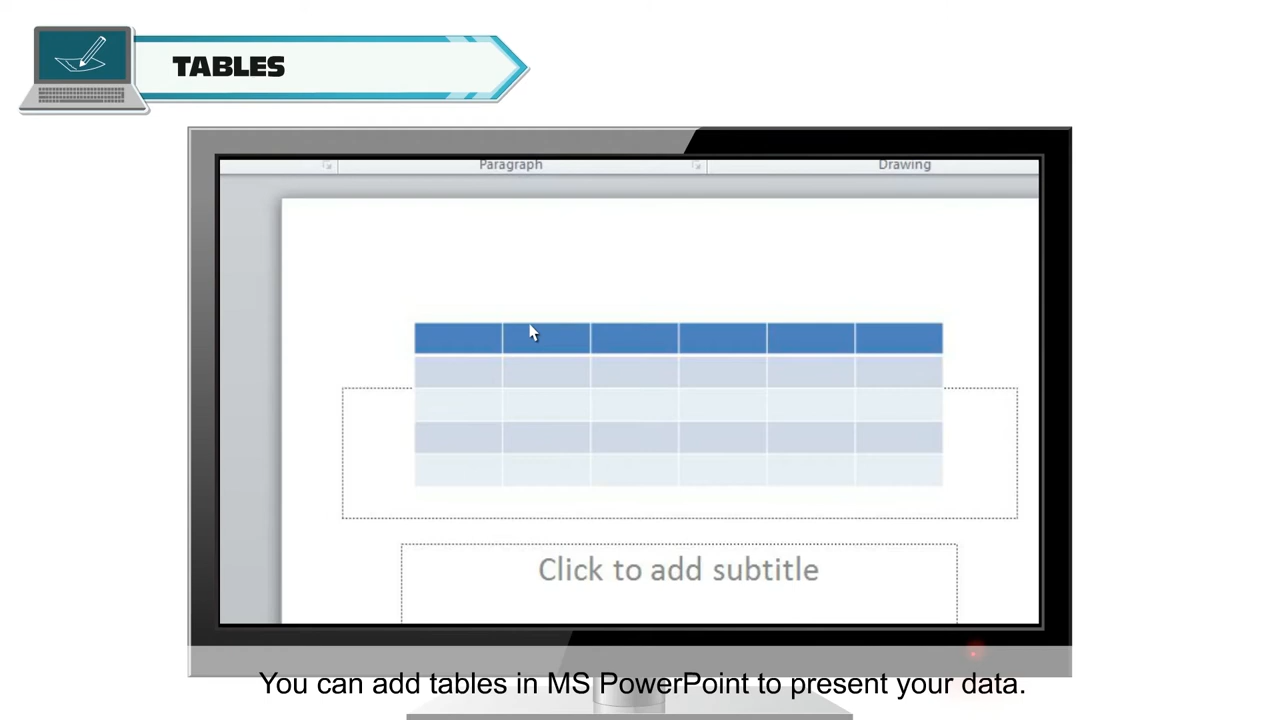 TABLES
Paragraph Drawing
Click to add subtitle
You can add tables in MS PowerPoint to present your data.